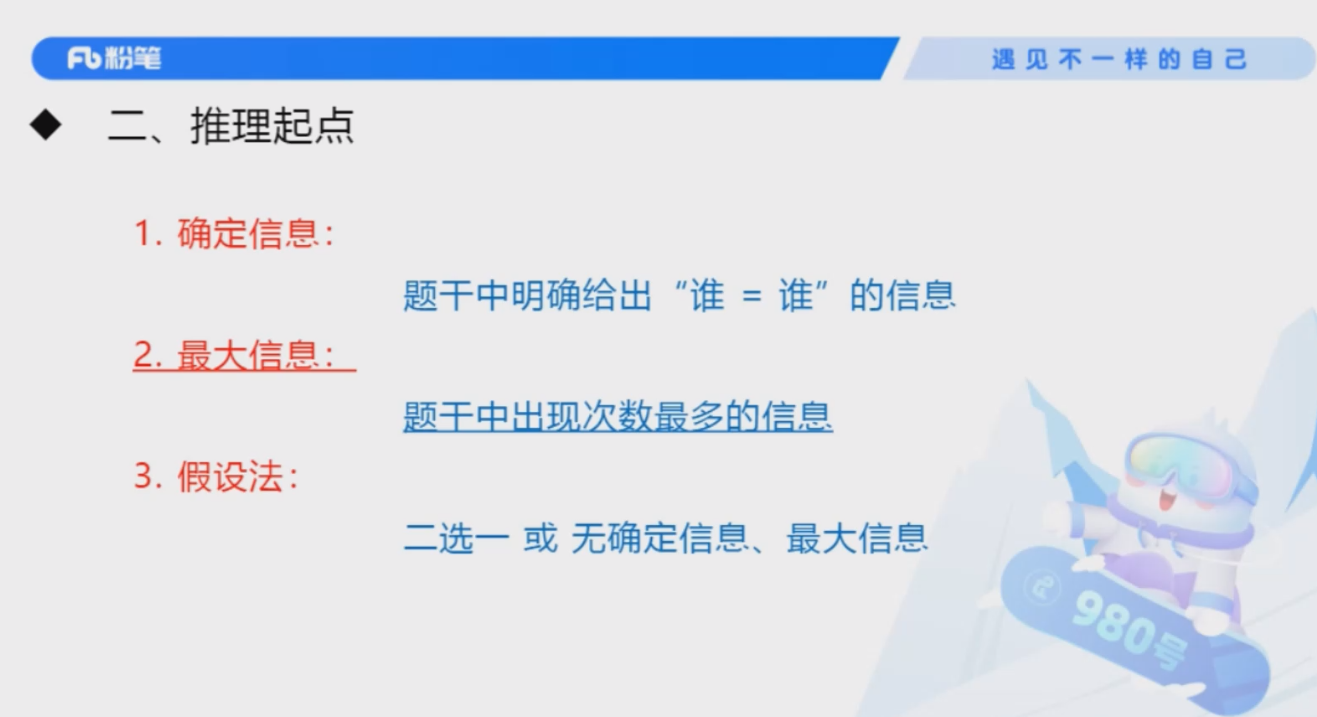 粉笔
遇见不一样的自己
◆ 二、推理起点
1. 确定信息：
题干中明确给出“谁 = 谁”的信息
2. 最大信息：
题干中出现次数最多的信息
3. 假设法：
二选一 或 无确定信息、最大信息
980号